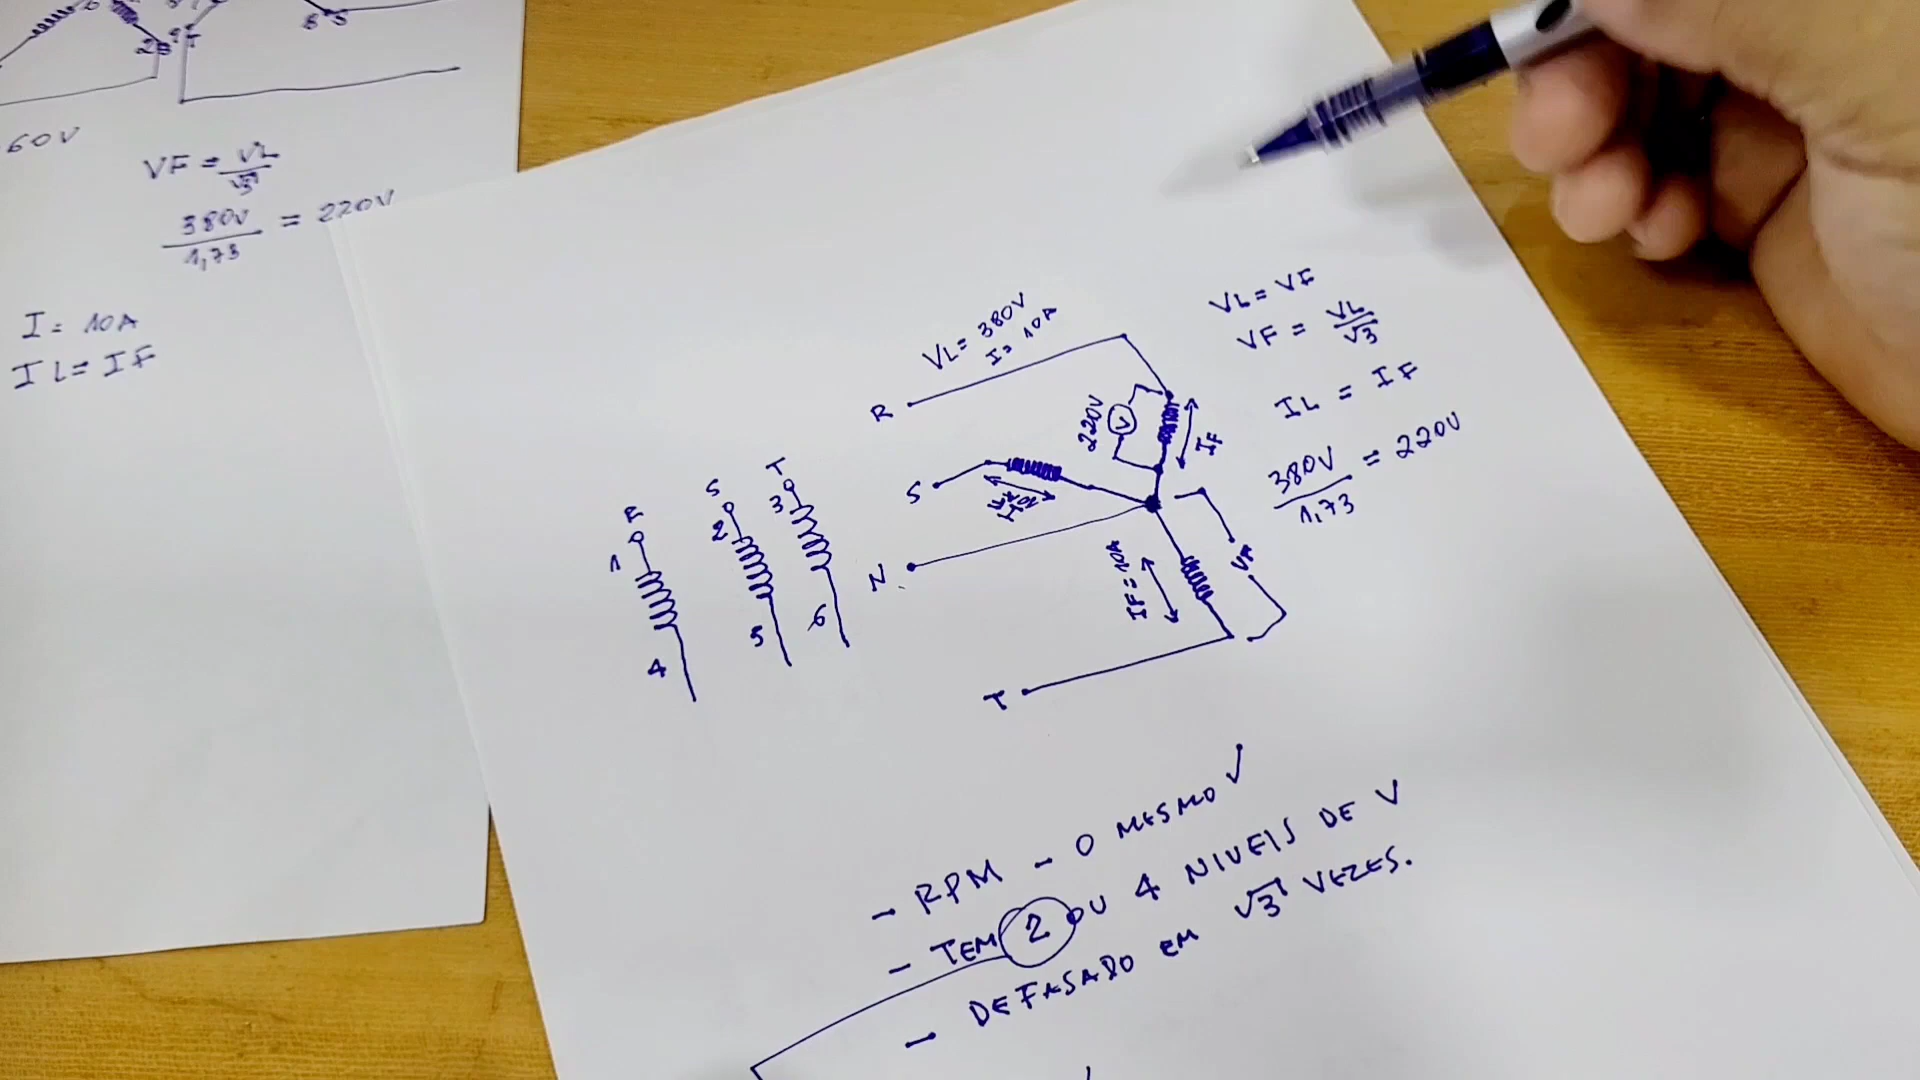 60V
VF = VL/√3
380V/1,73 = 220V
I = 10A
IL = IF
VL = 380V
I = 10A
R
S
N
T
220V
V
IF
IF = 10A
VF
VL = VF
VF = VL/√3
IL = IF
380V/1,73 = 220V
R
S
T
1
2
3
4
5
6
- RPM - O MESMO √
- TEM 2 OU 4 NIVEIS DE V
- DEFASADO EM √3 VEZES.